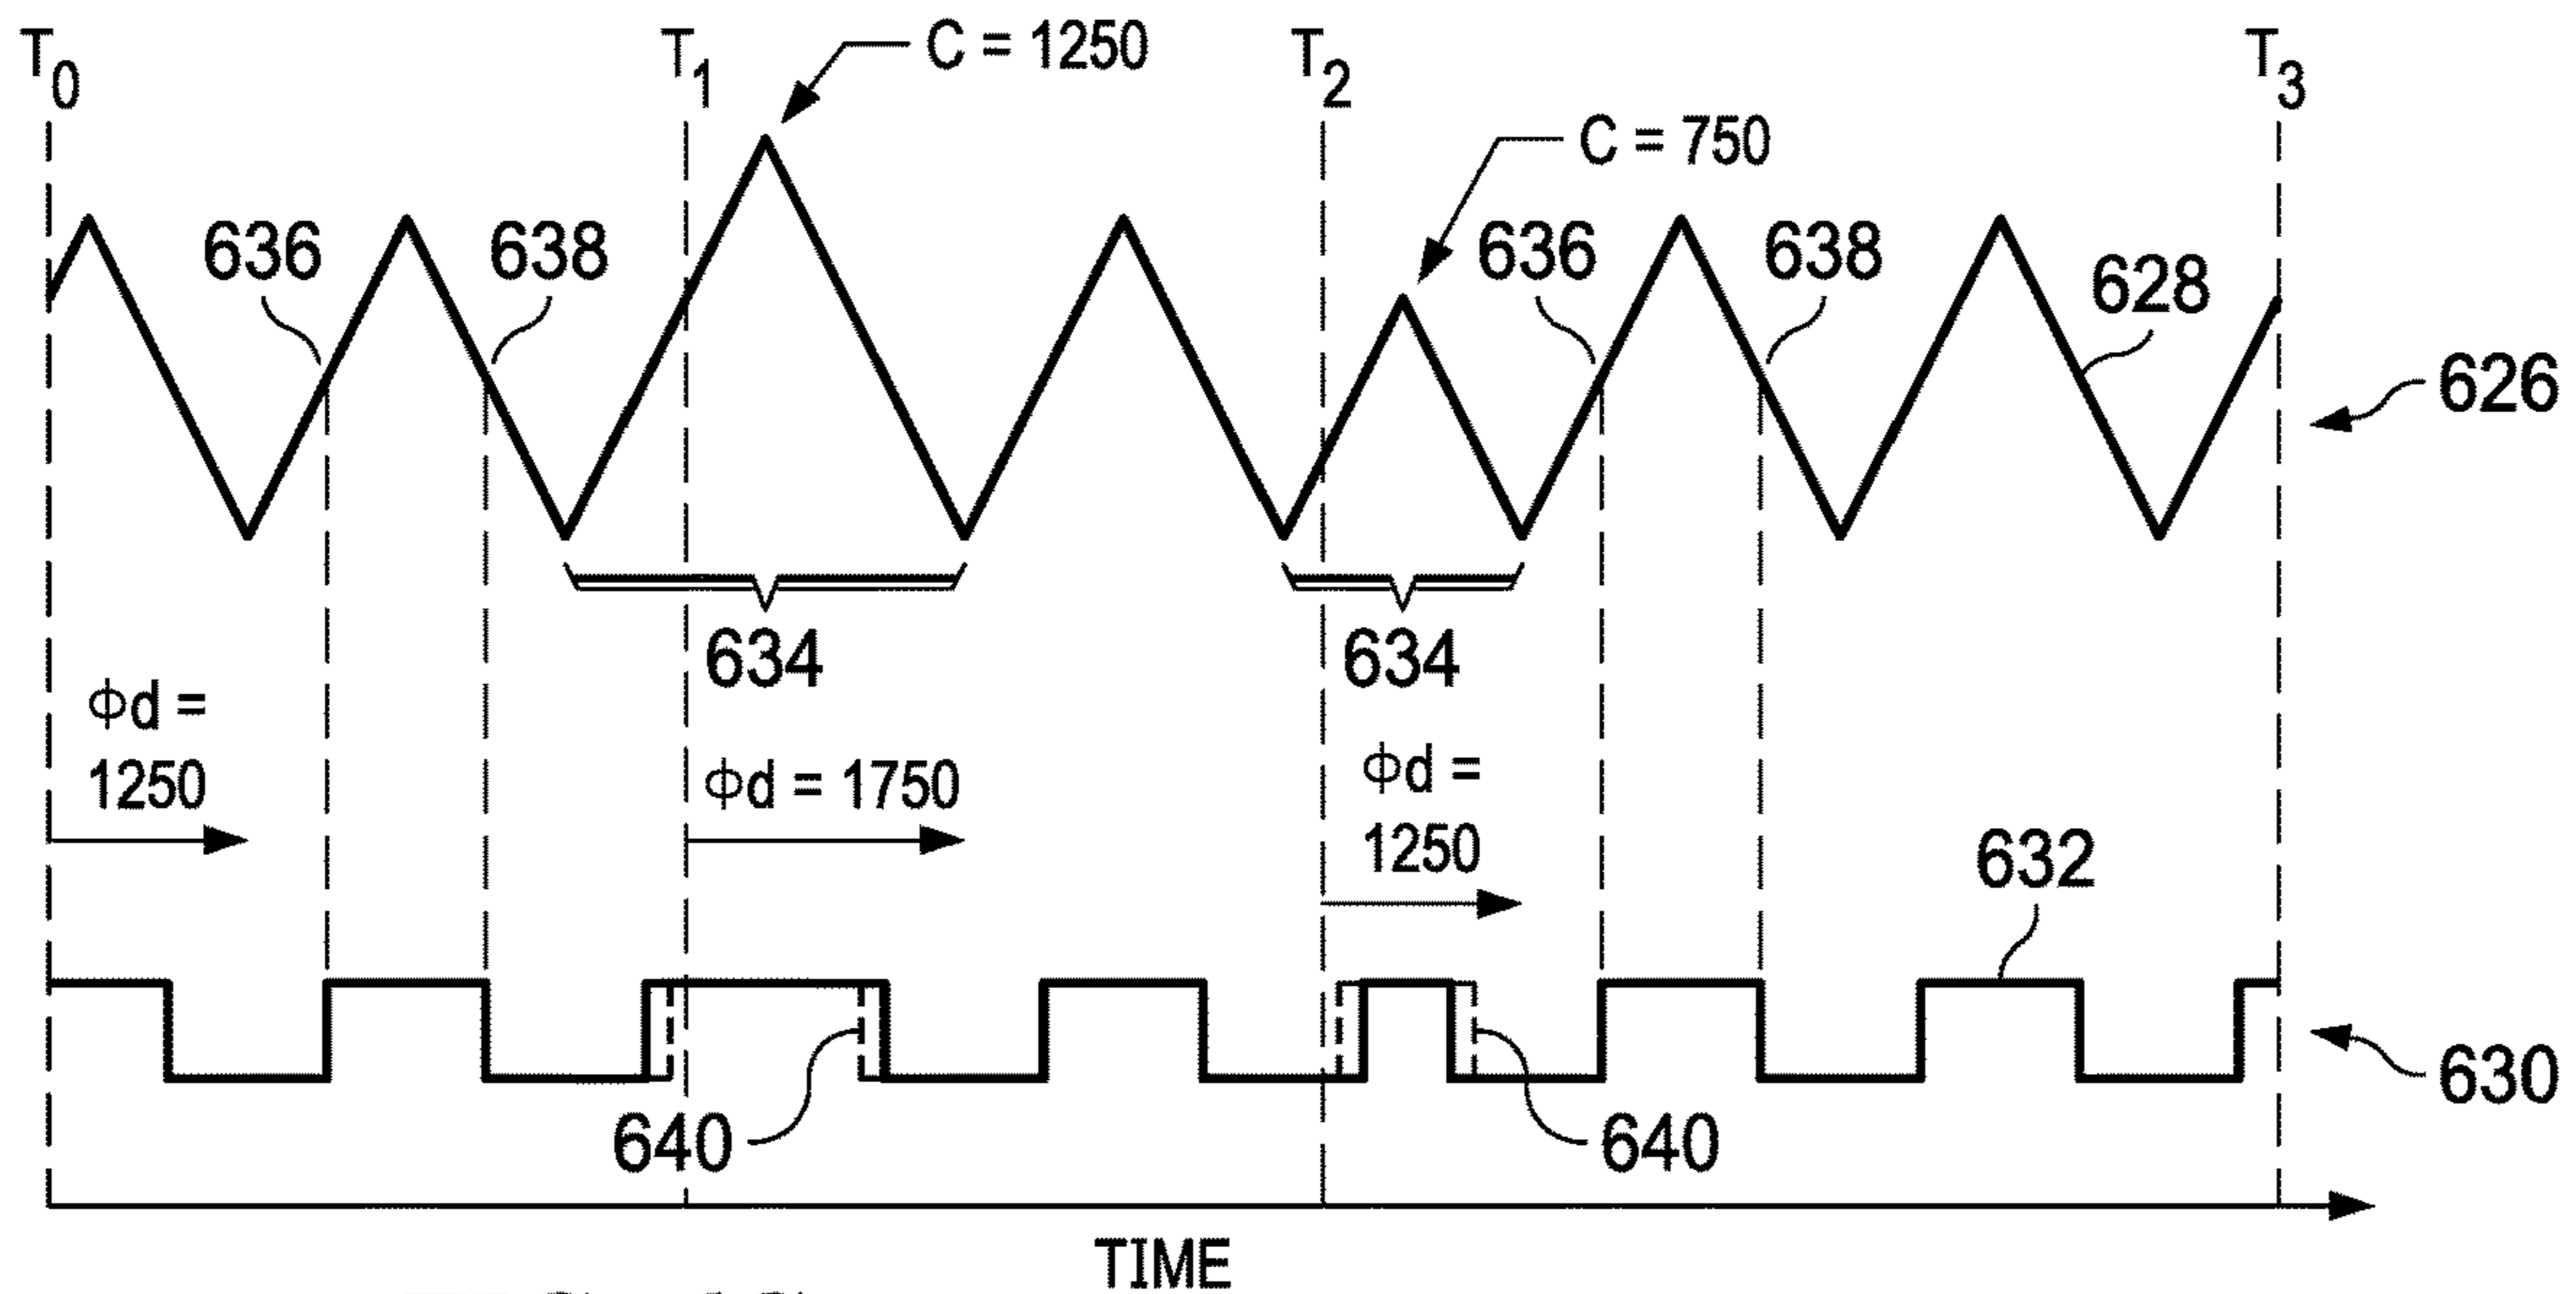 T0
T1
C = 1250
T2
T3
C = 750
636
638
636
638
628
626
634
634
Φd =
1250
Φd = 1750
Φd =
1250
632
630
640
640
TIME